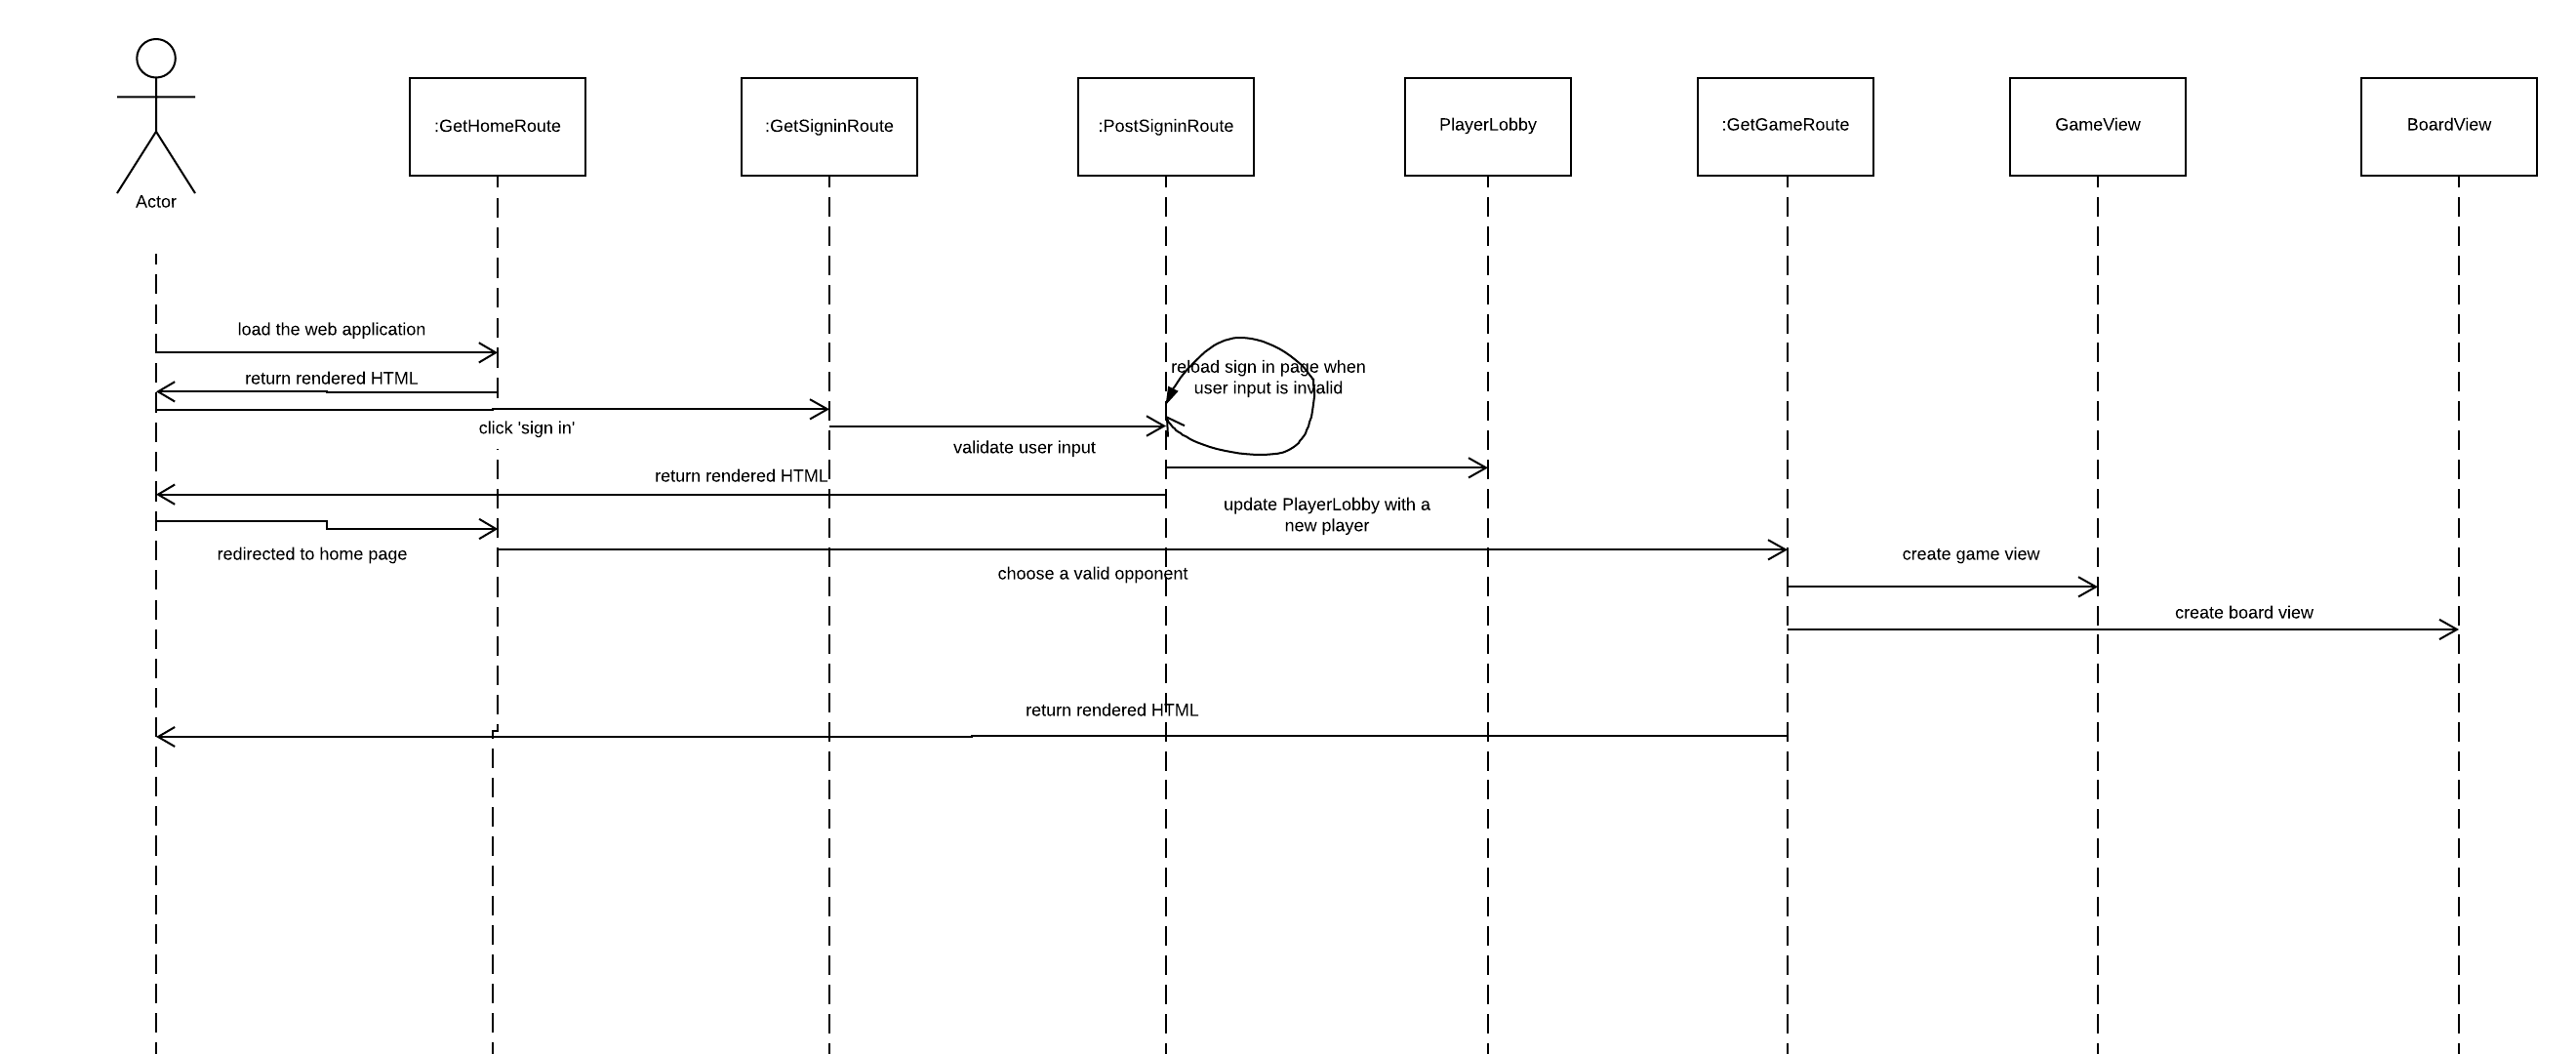 Actor
:GetHomeRoute
:GetSigninRoute
:PostSigninRoute
PlayerLobby
:GetGameRoute
GameView
BoardView
load the web application
return rendered HTML
click 'sign in'
reload sign in page when
user input is invalid
validate user input
return rendered HTML
update PlayerLobby with a
new player
redirected to home page
choose a valid opponent
create game view
create board view
return rendered HTML